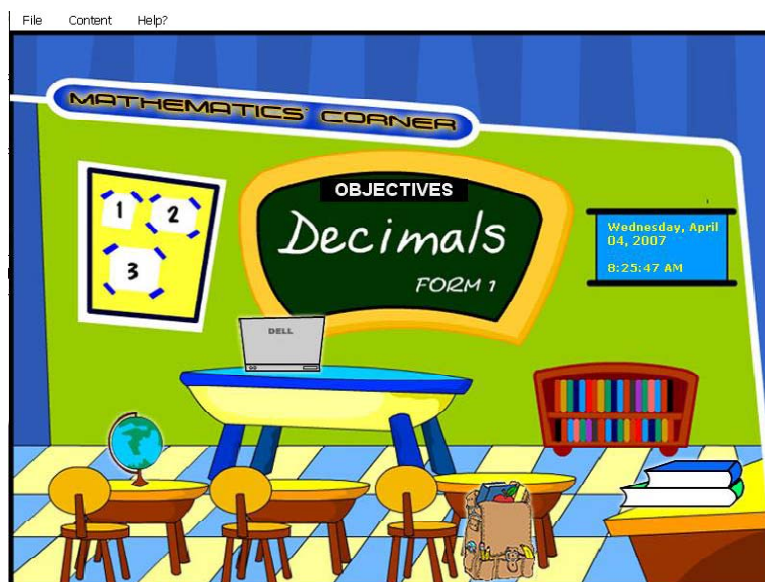 File Content Help?
MATHEMATICS' CORNER
OBJECTIVES
Decimals
FORM 1
1 2
3
Wednesday, April
04, 2007
8:25:47 AM
DELL